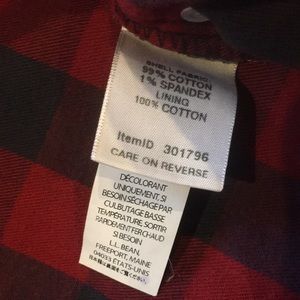 SHELL FABRIC
99% COTTON
1% SPANDEX
LINING
100% COTTON
ItemID 301796
CARE ON REVERSE
DÉCOLORANT
UNIQUEMENT, SI
BESOIN SÉCHAGE PAR
CULBUTAGE BASSE
TEMPÉRATURE, SORTIR
RAPIDEMENT FER CHAUD
SI BESOIN
L.L. BEAN,
FREEPORT, MAINE
04033 ÉTATS-UNIS